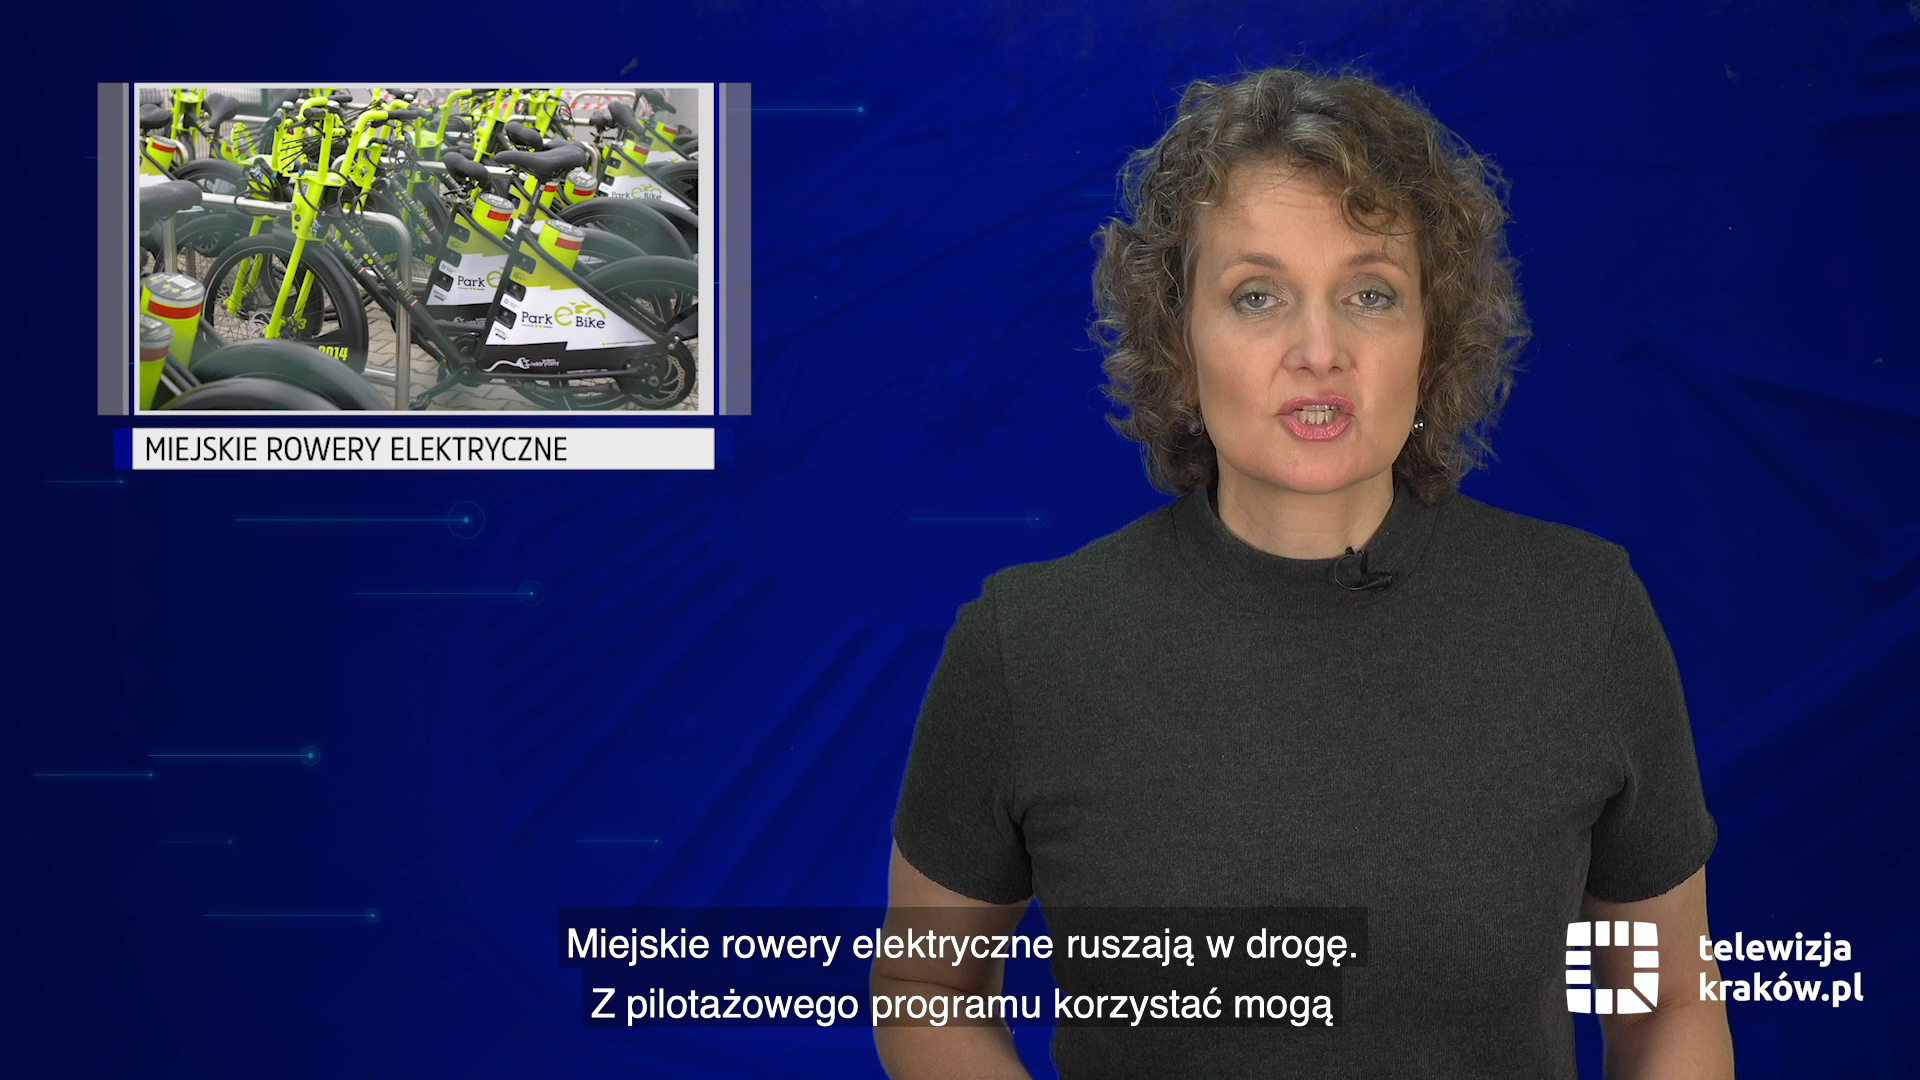 Park e Bike
Park e
Park e Bike
0014
MIEJSKIE ROWERY ELEKTRYCZNE
Miejskie rowery elektryczne ruszają w drogę.
Z pilotażowego programu korzystać mogą
telewizja
kraków.pl